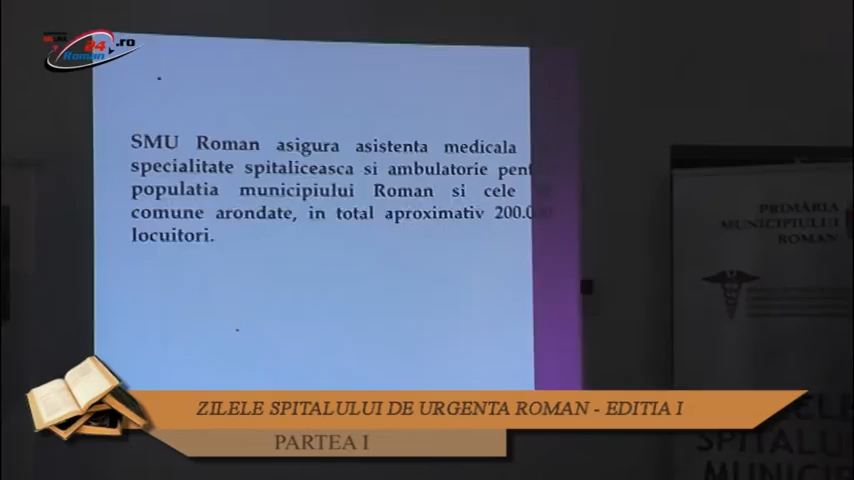 24.ro
Roman
SMU Roman asigura asistenta medicala
specialitate spitaliceasca si ambulatorie
populatia municipiului Roman si cele
comune arondate, in total aproximativ
locuitori.
PRIMĂRIA
MUNICIPIULUI
ROMAN
SPITALULUI
ZILELE SPITALULUI DE URGENTA ROMAN - EDITIA I
PARTEA I